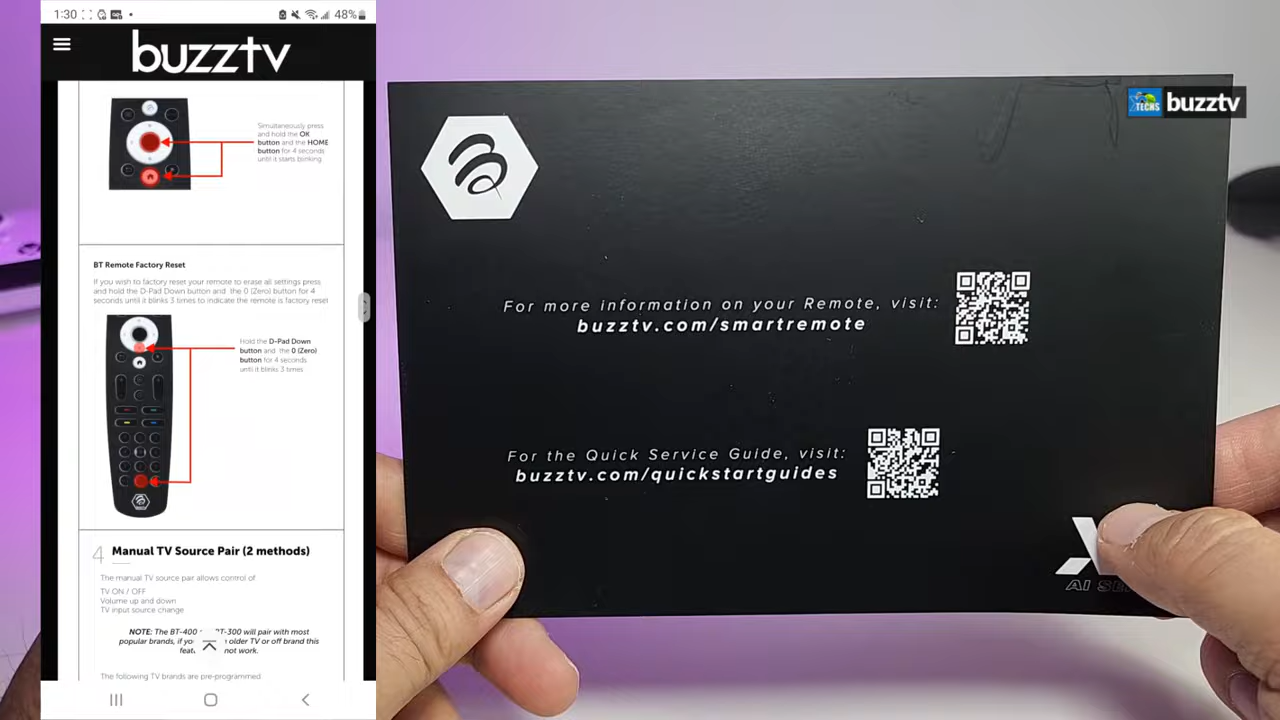 1:30
48%
buzztv
Simultaneously press
and hold the OK
button and the HOME
button for 4 seconds
until it starts blinking
BT Remote Factory Reset
If you wish to factory reset your remote to erase all settings press
and hold the D-Pad Down button and the 0 (Zero) button for 4
seconds until it blinks 3 times to indicate the remote is factory reset
Hold the D-Pad Down
button and the 0 (Zero)
button for 4 seconds
until it blinks 3 times
4 Manual TV Source Pair (2 methods)
The manual TV source pair allows control of
TV ON / OFF
Volume up and down
TV input source change
NOTE: The BT-400 BT-300 will pair with most
popular brands, if you older TV or off brand this
not work.
The following TV brands are pre-programmed
TECHS buzztv
For more information on your Remote, visit:
buzztv.com/smartremote
For the Quick Service Guide, visit:
buzztv.com/quickstartguides
AI